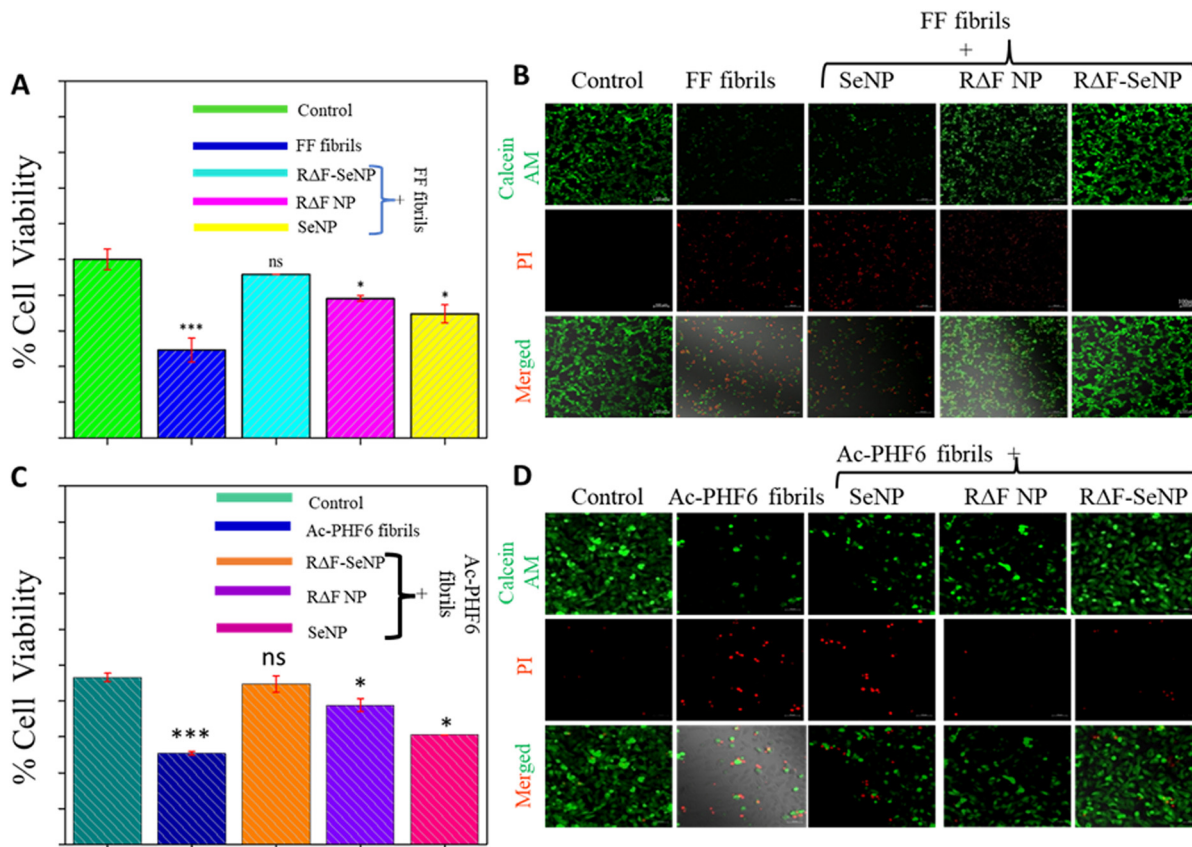 A
% Cell Viability
Control
FF fibrils
RΔF-SeNP
RΔF NP
SeNP
+
FF fibrils
***
ns
*
*
B
FF fibrils
+
Control
FF fibrils
SeNP
RΔF NP
RΔF-SeNP
Calcein
AM
PI
Merged
C
% Cell Viability
Control
Ac-PHF6 fibrils
RΔF-SeNP
RΔF NP
SeNP
+
Ac-PHF6
fibrils
***
ns
*
*
D
Ac-PHF6 fibrils +
Control
Ac-PHF6 fibrils
SeNP
RΔF NP
RΔF-SeNP
Calcein
AM
PI
Merged